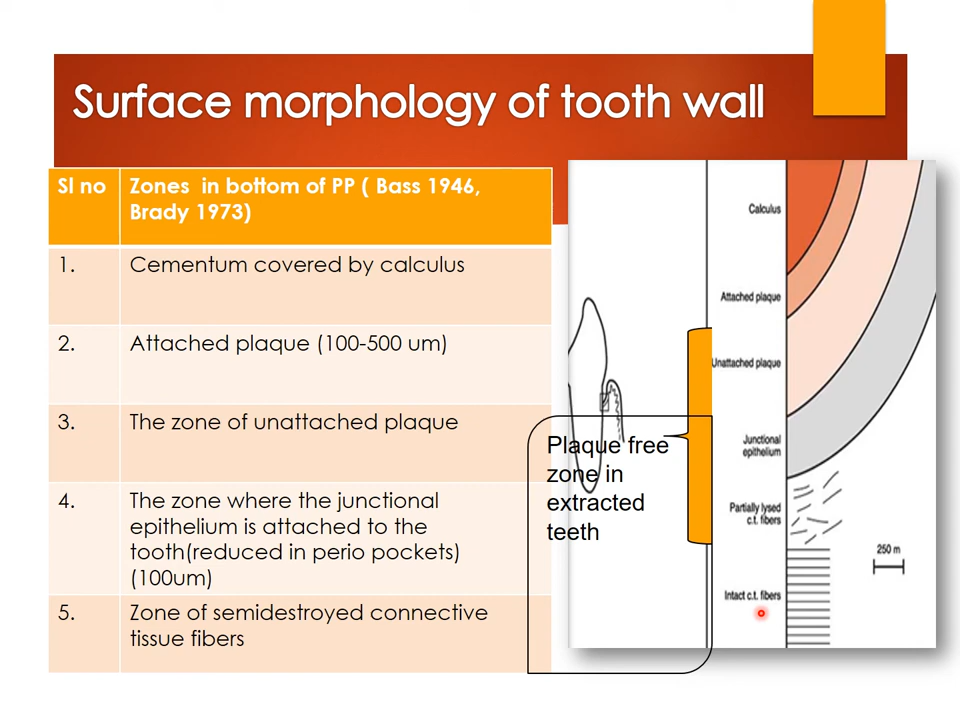 Surface morphology of tooth wall
Sl no
Zones in bottom of PP ( Bass 1946,
Brady 1973)
1.
Cementum covered by calculus
2.
Attached plaque (100-500 um)
3.
The zone of unattached plaque
4.
The zone where the junctional
epithelium is attached to the
tooth(reduced in perio pockets)
(100um)
5.
Zone of semidestroyed connective
tissue fibers
Plaque free
zone in
extracted
teeth
Calculus
Attached plaque
Unattached plaque
Junctional
epithelium
Partially lysed
c.t. fibers
250 m
Intact c.t. fibers